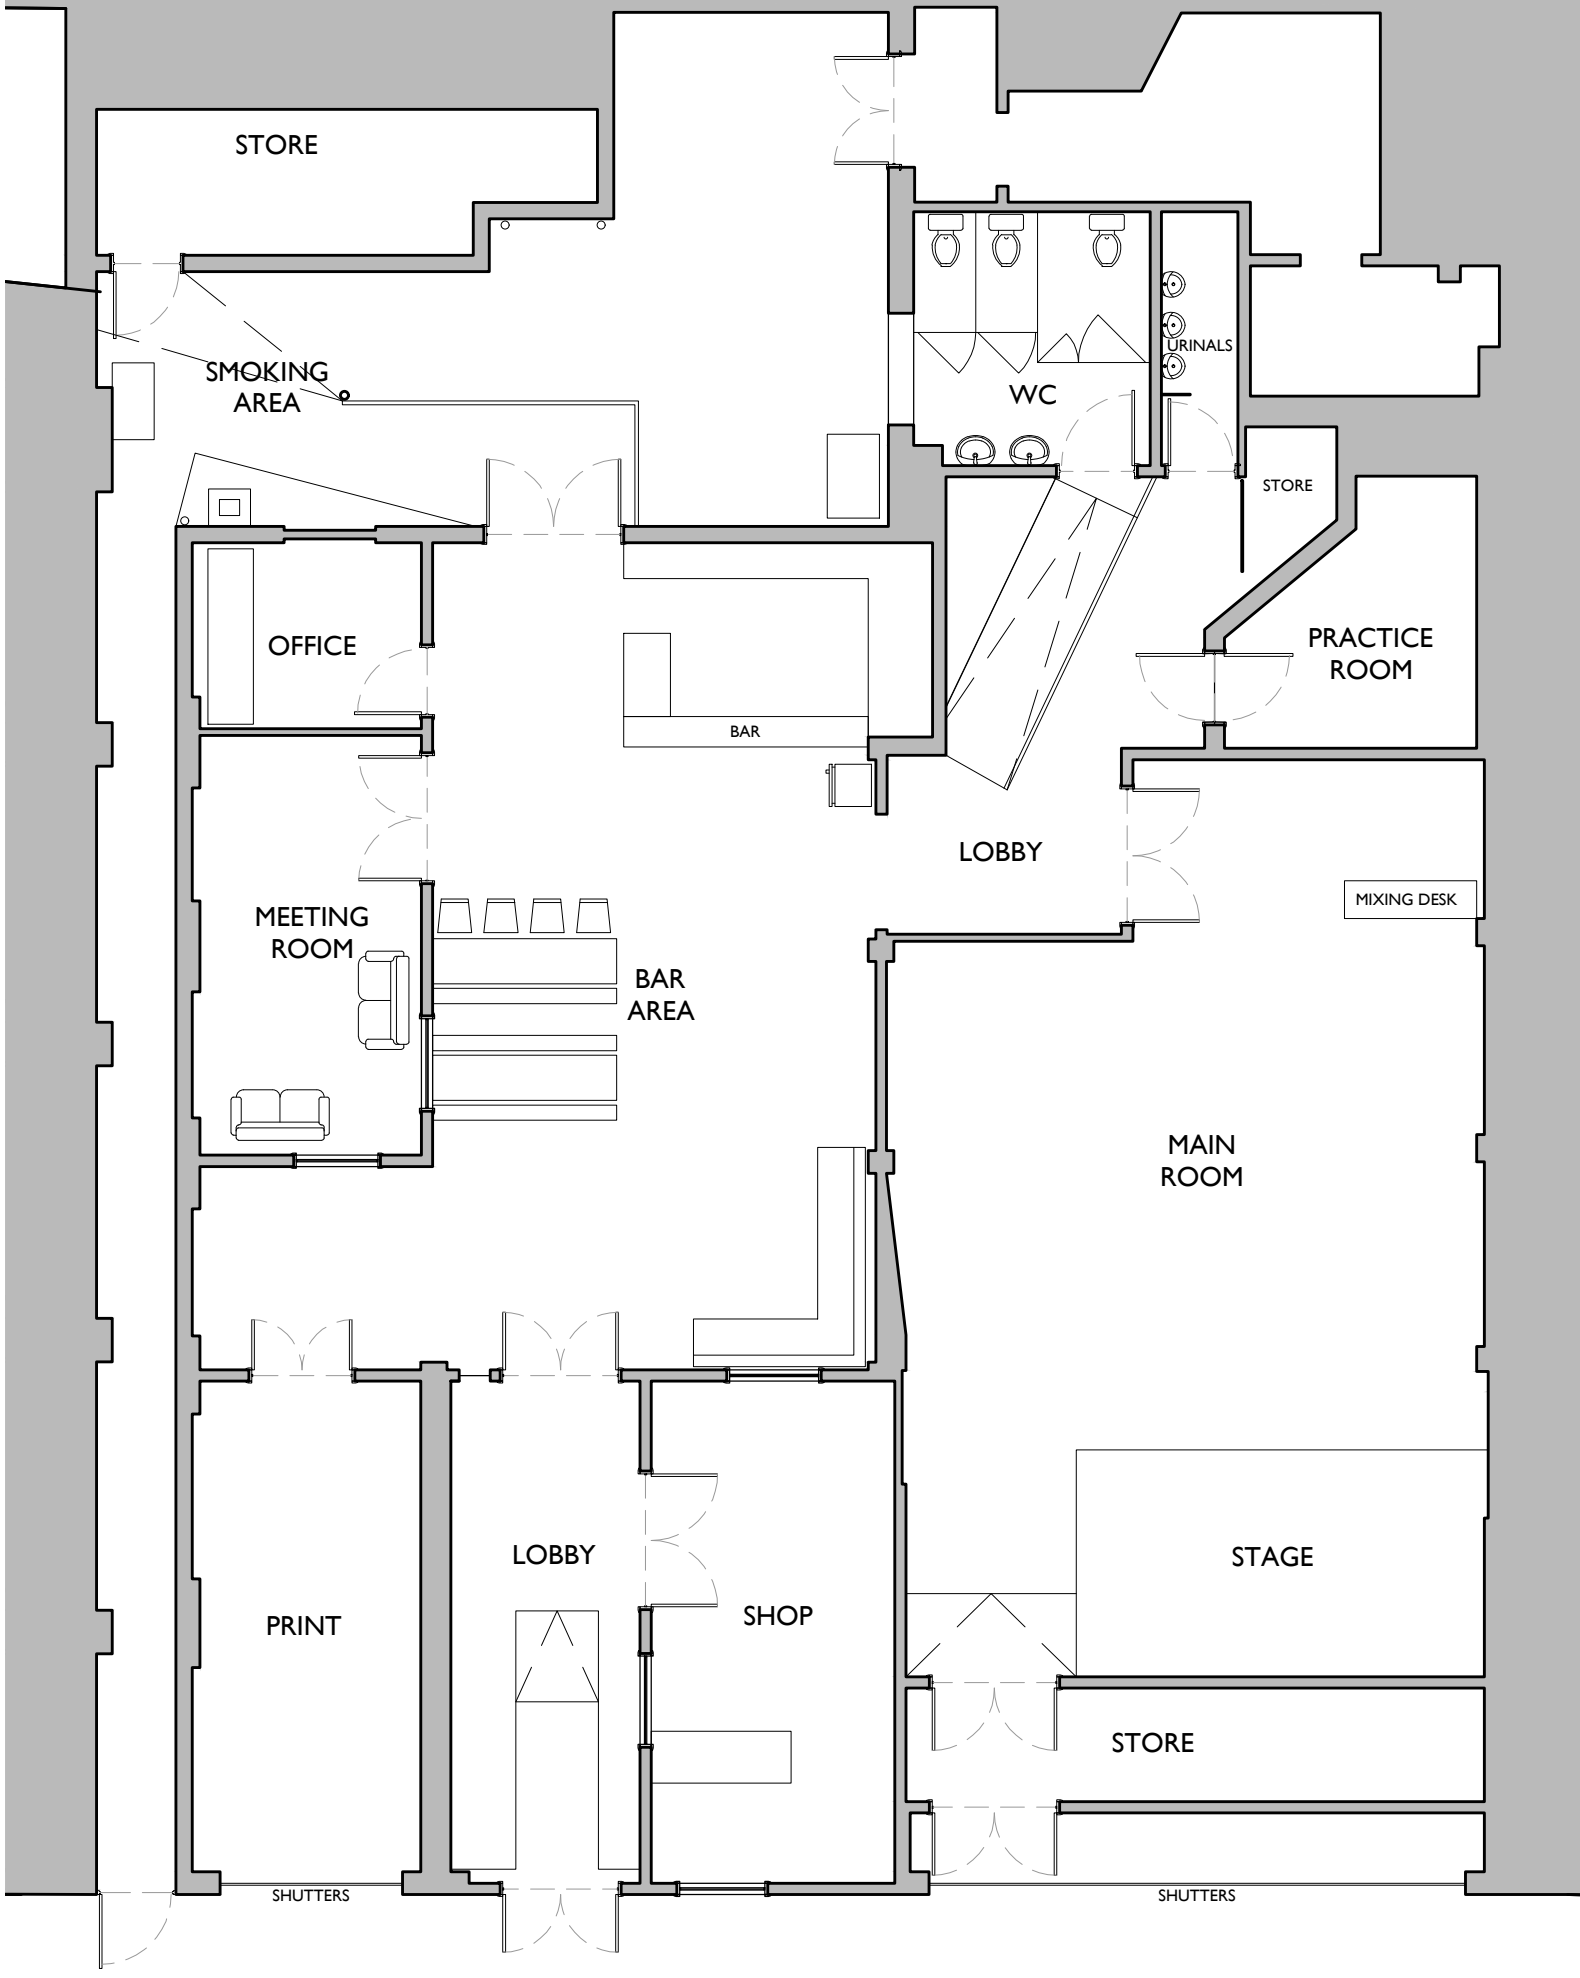 STORE
SMOKING
AREA
URINALS
WC
STORE
OFFICE
PRACTICE
ROOM
BAR
LOBBY
MIXING DESK
MEETING
ROOM
BAR
AREA
MAIN
ROOM
LOBBY
STAGE
SHOP
PRINT
STORE
SHUTTERS
SHUTTERS